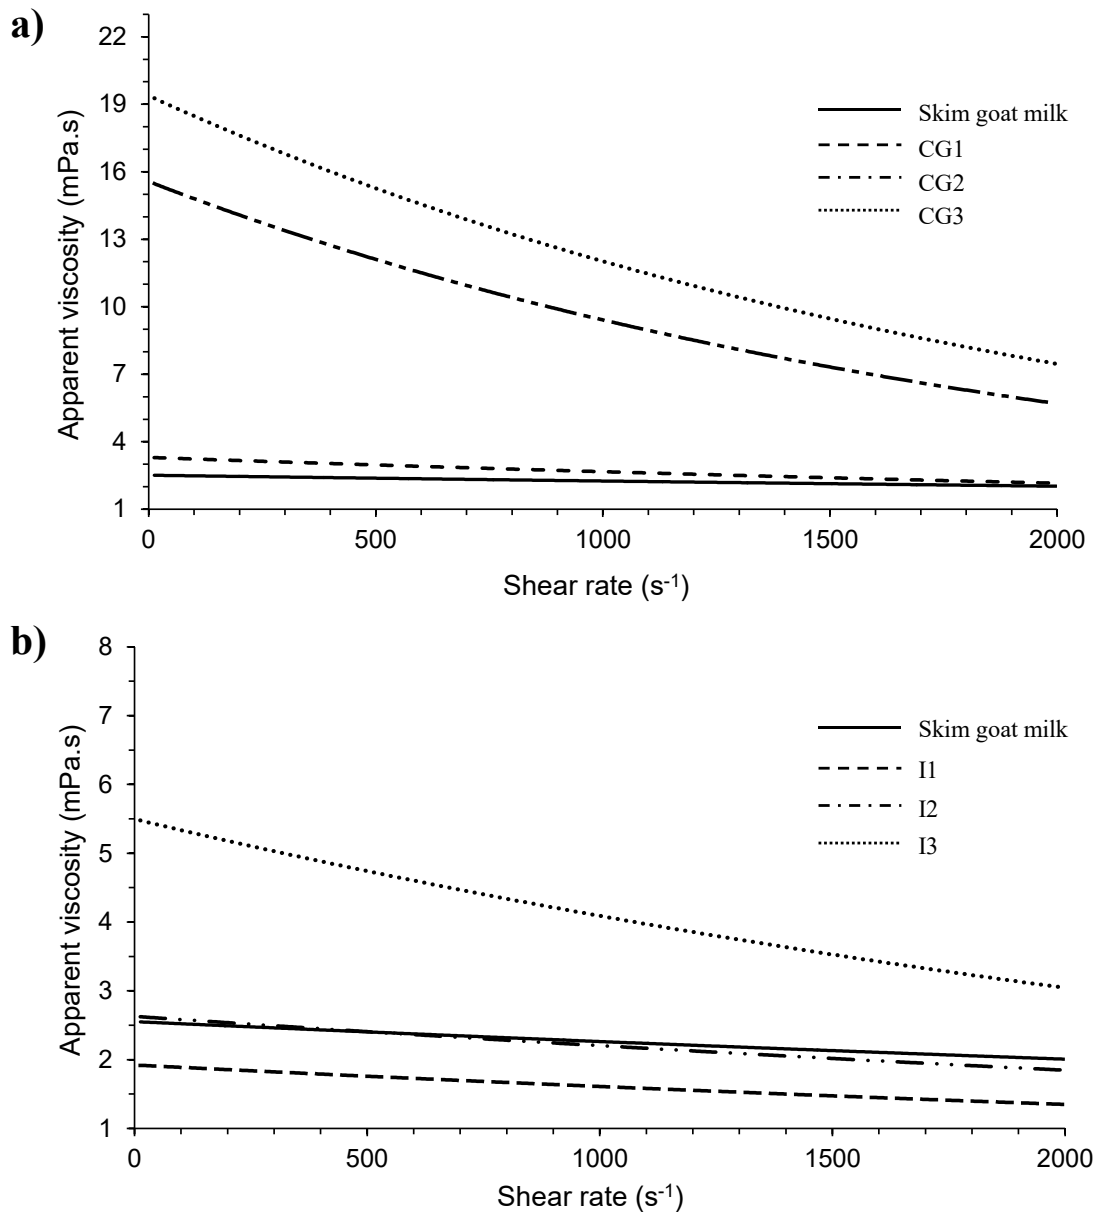 a)
Apparent viscosity (mPa.s)
22
19
16
13
10
7
4
1
Skim goat milk
CG1
CG2
CG3
0 500 1000 1500 2000
Shear rate (s-1)
b)
Apparent viscosity (mPa.s)
8
7
6
5
4
3
2
1
Skim goat milk
I1
I2
I3
0 500 1000 1500 2000
Shear rate (s-1)